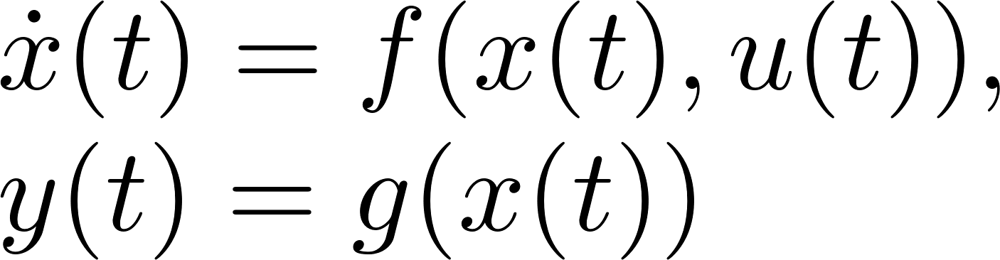 ẋ(t) = f(x(t), u(t)),
y(t) = g(x(t))